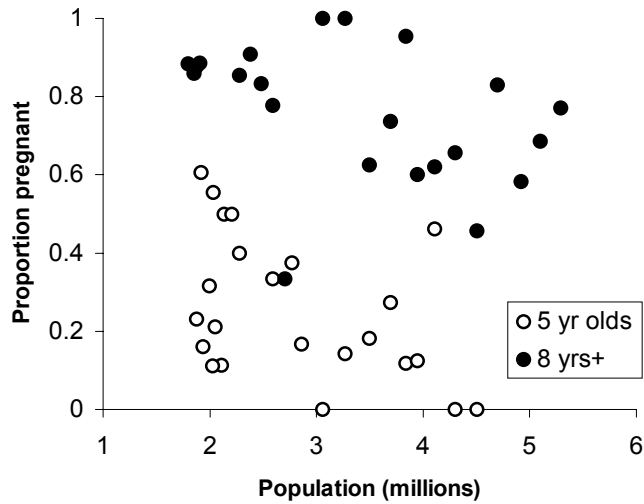 1
0.8
0.6
0.4
0.2
0
Proportion pregnant
5 yr olds
8 yrs+
1 2 3 4 5 6
Population (millions)